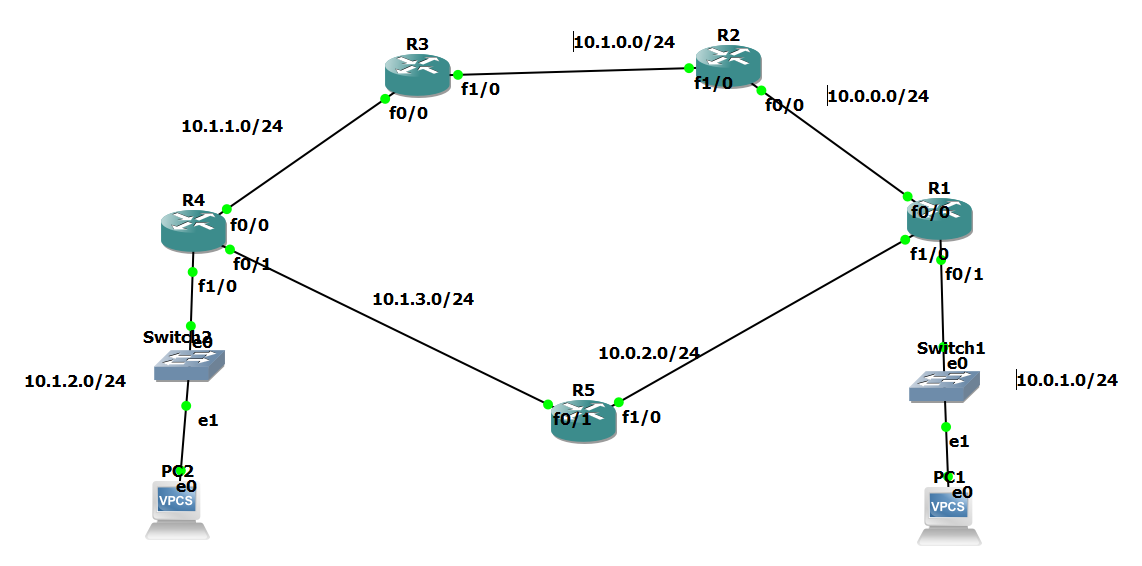 R2
R3
10.1.0.0/24
f1/0
f1/0
10.0.0.0/24
f0/0
f0/0
10.1.1.0/24
R1
R4
f0/0
f0/0
f1/0
f0/1
f0/1
f1/0
10.1.3.0/24
Switch2
e0
10.0.2.0/24
Switch1
e0
10.1.2.0/24
10.0.1.0/24
R5
f0/1
f1/0
e1
e1
PC2
e0
VPCS
PC1
e0
VPCS